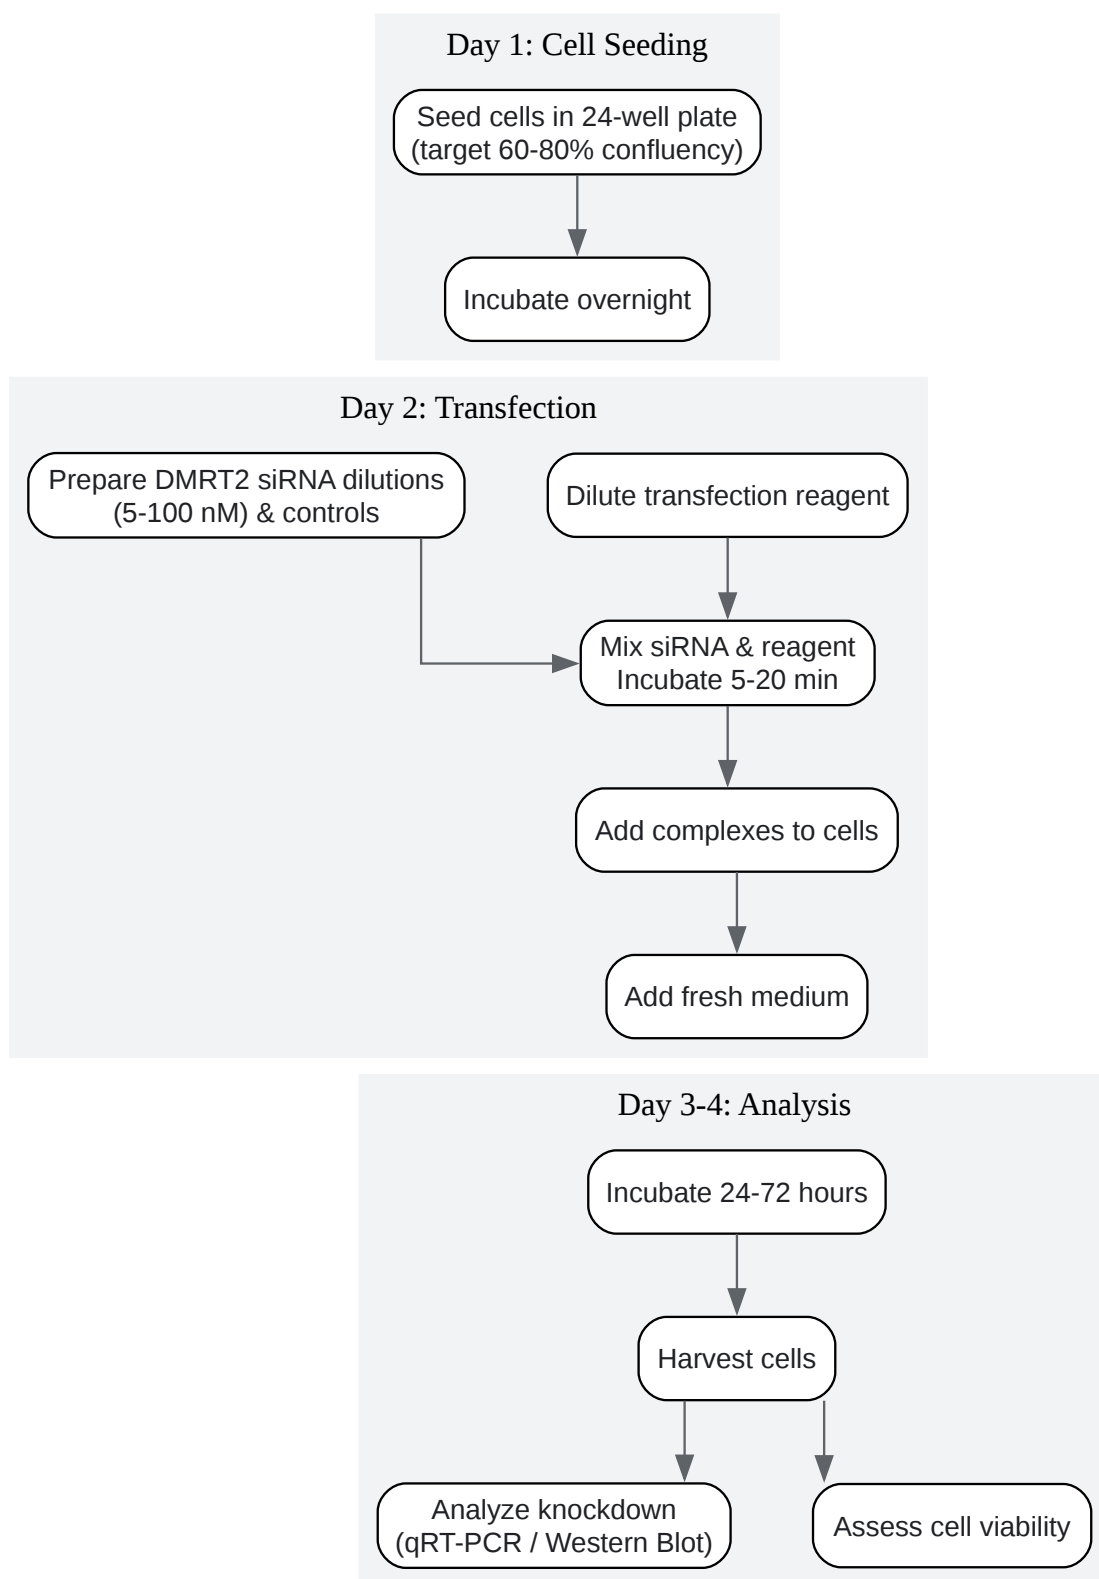 Day 1: Cell Seeding
Seed cells in 24-well plate
(target 60-80% confluency)
Incubate overnight
Day 2: Transfection
Prepare DMRT2 siRNA dilutions
(5-100 nM) & controls
Dilute transfection reagent
Mix siRNA & reagent
Incubate 5-20 min
Add complexes to cells
Add fresh medium
Day 3-4: Analysis
Incubate 24-72 hours
Harvest cells
Analyze knockdown
(qRT-PCR / Western Blot)
Assess cell viability